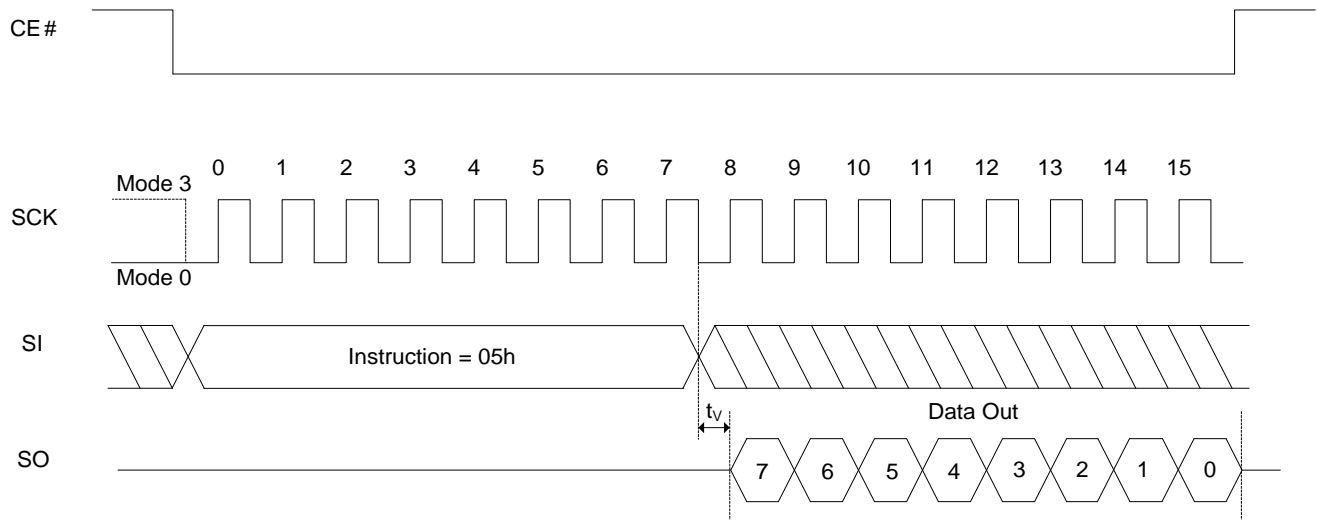 CE#
0 1 2 3 4 5 6 7 8 9 10 11 12 13 14 15
Mode 3
SCK
Mode 0
SI
Instruction = 05h
tV
Data Out
SO
7 6 5 4 3 2 1 0